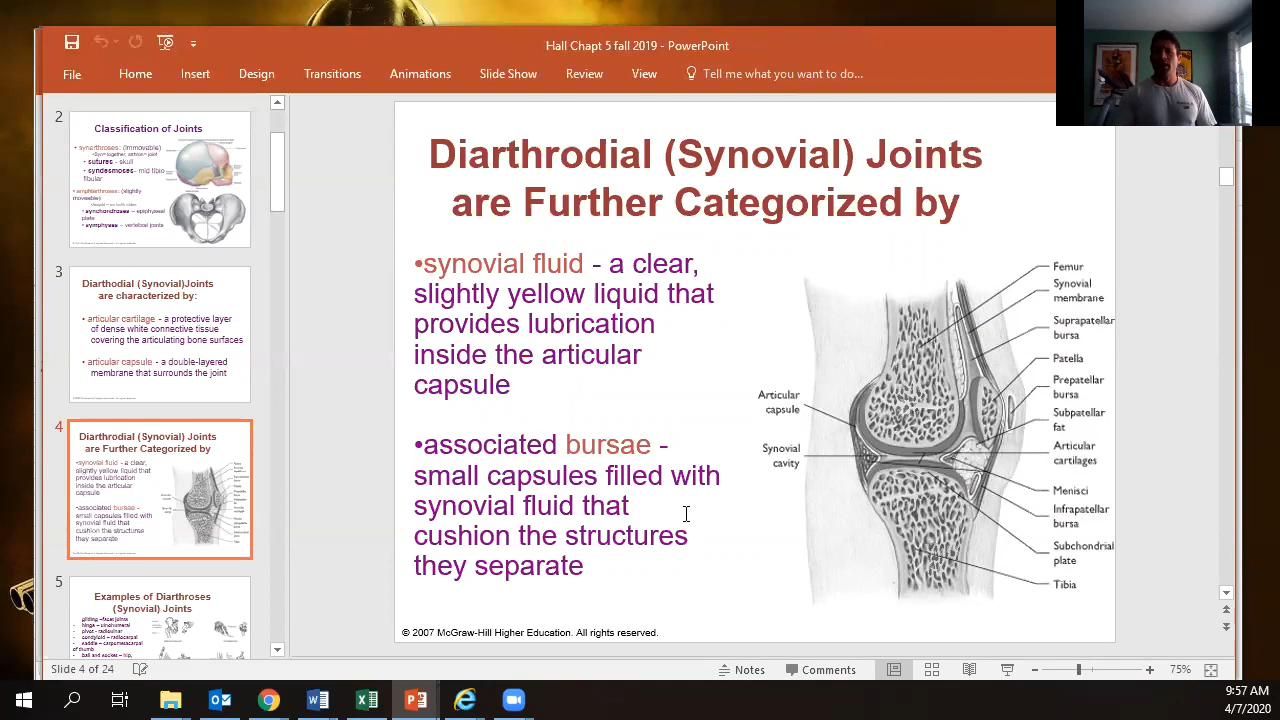 Hall Chapt 5 fall 2019 - PowerPoint
File
Home
Insert
Design
Transitions
Animations
Slide Show
Review
View
Tell me what you want to do...
2
Classification of Joints
• synarthroses: (immovable)
• sutures - skull
• syndesmoses- mid tibio
fibular
• amphiarthroses: (slightly
moveable)
• synchondroses – epiphyseal
plate
• symphyses – vertebral joints
3
Diarthodial (Synovial)Joints
are characterized by:
• articular cartilage - a protective layer
of dense white connective tissue
covering the articulating bone surfaces
• articular capsule - a double-layered
membrane that surrounds the joint
4
Diarthrodial (Synovial) Joints
are Further Categorized by
•synovial fluid - a clear,
slightly yellow liquid that
provides lubrication
inside the articular
capsule
•associated bursae -
small capsules filled with
synovial fluid that
cushion the structures
they separate
5
Examples of Diarthroses
(Synovial) Joints
gliding –facet joints
hinge – ulnohumeral
pivot - radioulnar
condyloid – radiocarpal
saddle – carpometacarpal
of thumb
ball and socket – hip,
Diarthrodial (Synovial) Joints
are Further Categorized by
•synovial fluid - a clear,
slightly yellow liquid that
provides lubrication
inside the articular
capsule
•associated bursae -
small capsules filled with
synovial fluid that
cushion the structures
they separate
Articular
capsule
Synovial
cavity
Femur
Synovial
membrane
Suprapatellar
bursa
Patella
Prepatellar
bursa
Subpatellar
fat
Articular
cartilages
Menisci
Infrapatellar
bursa
Subchondrial
plate
Tibia
© 2007 McGraw-Hill Higher Education. All rights reserved.
Slide 4 of 24
Notes
Comments
75%
9:57 AM
4/7/2020